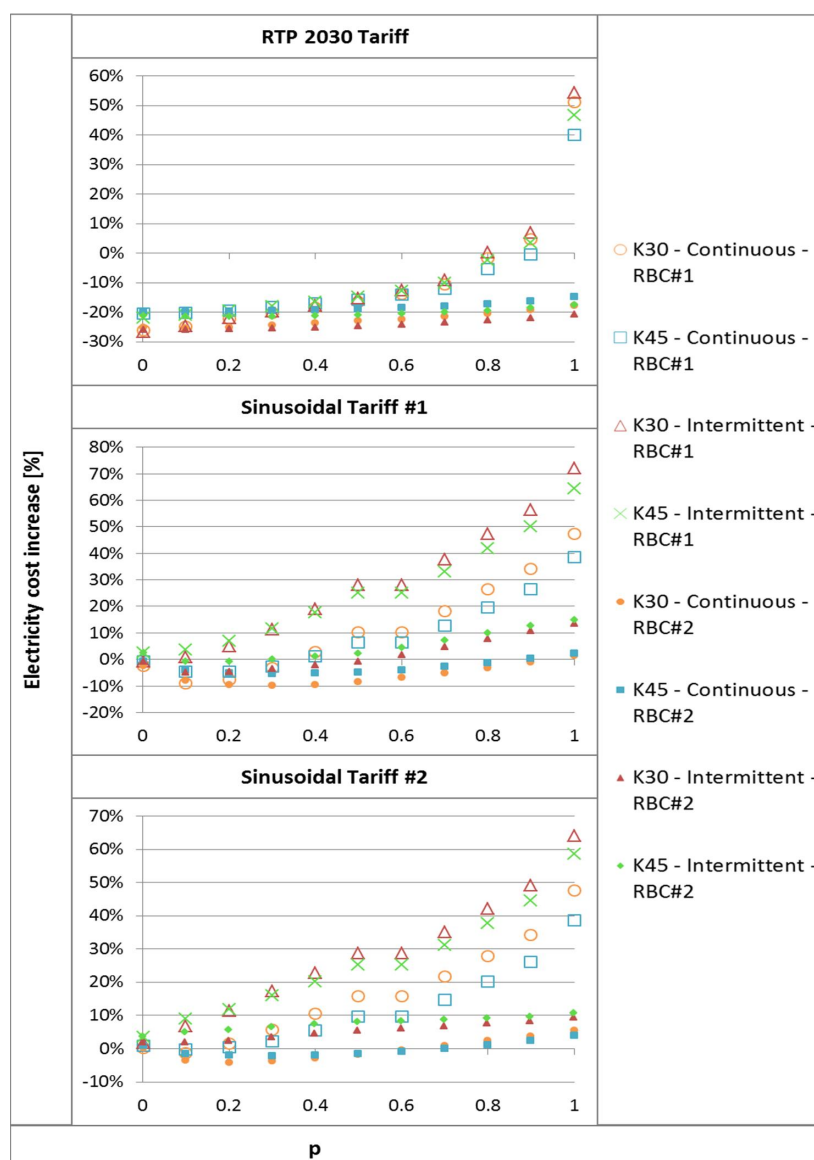 RTP 2030 Tariff
60%
50%
40%
30%
20%
10%
0%
-10%
-20%
-30%
0 0.2 0.4 0.6 0.8 1
Sinusoidal Tariff #1
80%
70%
60%
50%
40%
30%
20%
10%
0%
-10%
-20%
0 0.2 0.4 0.6 0.8 1
Sinusoidal Tariff #2
70%
60%
50%
40%
30%
20%
10%
0%
-10%
0 0.2 0.4 0.6 0.8 1
Electricity cost increase [%]
p
K30 - Continuous -
RBC#1
K45 - Continuous -
RBC#1
K30 - Intermittent -
RBC#1
K45 - Intermittent -
RBC#1
K30 - Continuous -
RBC#2
K45 - Continuous -
RBC#2
K30 - Intermittent -
RBC#2
K45 - Intermittent -
RBC#2